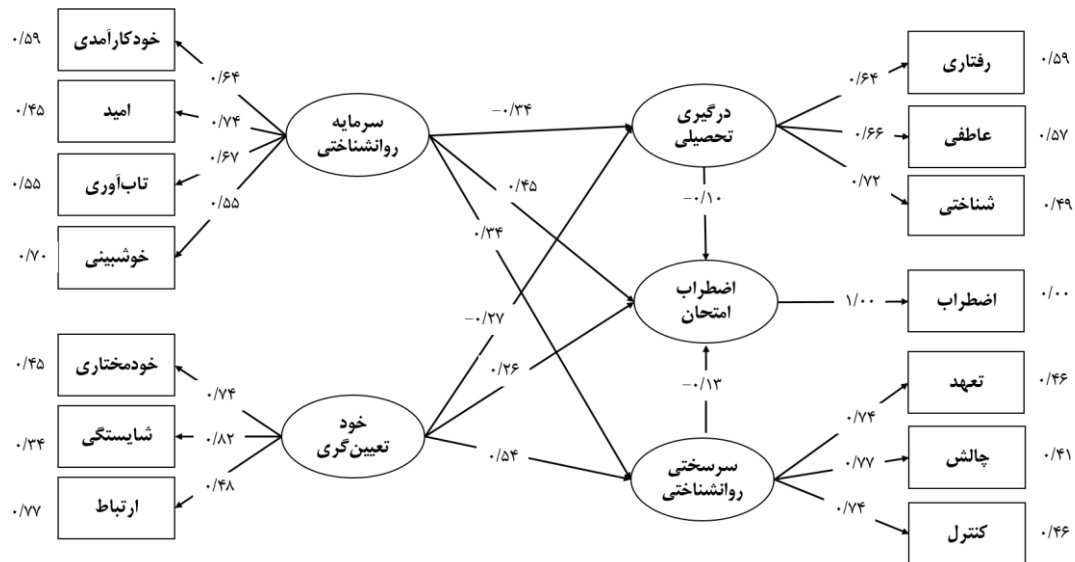 ۰/۵۹
خودکارآمدی
۰/۴۵
امید
۰/۵۵
تاب‌آوری
۰/۷۰
خوشبینی
۰/۶۴
۰/۷۴
۰/۶۷
۰/۵۵
سرمایه
روانشناختی
۰/۴۵
خودمختاری
۰/۳۴
شایستگی
۰/۷۷
ارتباط
۰/۷۴
۰/۸۲
۰/۴۸
خود
تعیین‌گری
-۰/۳۴
۰/۴۵
۰/۳۴
-۰/۲۷
۰/۲۶
۰/۵۴
درگیری
تحصیلی
-۰/۱۰
اضطراب
امتحان
-۰/۱۳
سرسختی
روانشناختی
۰/۶۴
۰/۶۶
۰/۷۲
رفتاری
۰/۵۹
عاطفی
۰/۵۷
شناختی
۰/۴۹
۱/۰۰
اضطراب
۰/۰۰
۰/۷۴
۰/۷۷
۰/۷۴
تعهد
۰/۴۶
چالش
۰/۴۱
کنترل
۰/۴۶